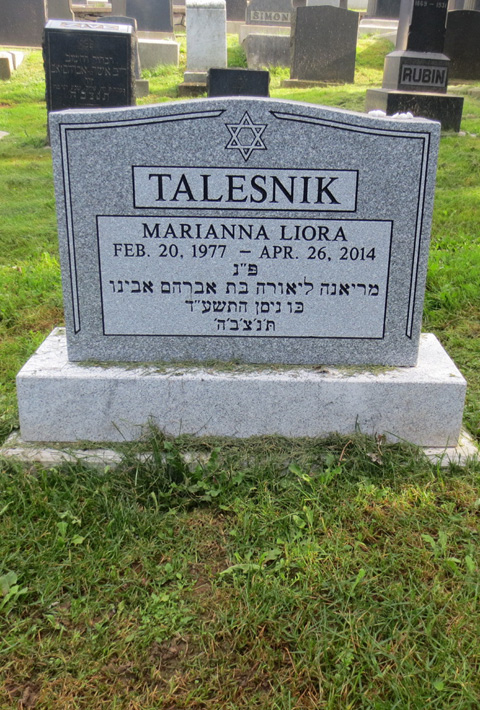 TALESNIK
MARIANNA LIORA
FEB. 20, 1977 — APR. 26, 2014
פ"נ
מריאנה ליאורה בת אברהם אבינו
כו ניסן התשע"ד
ת'נ'צ'ב'ה'
SIMON
RUBIN